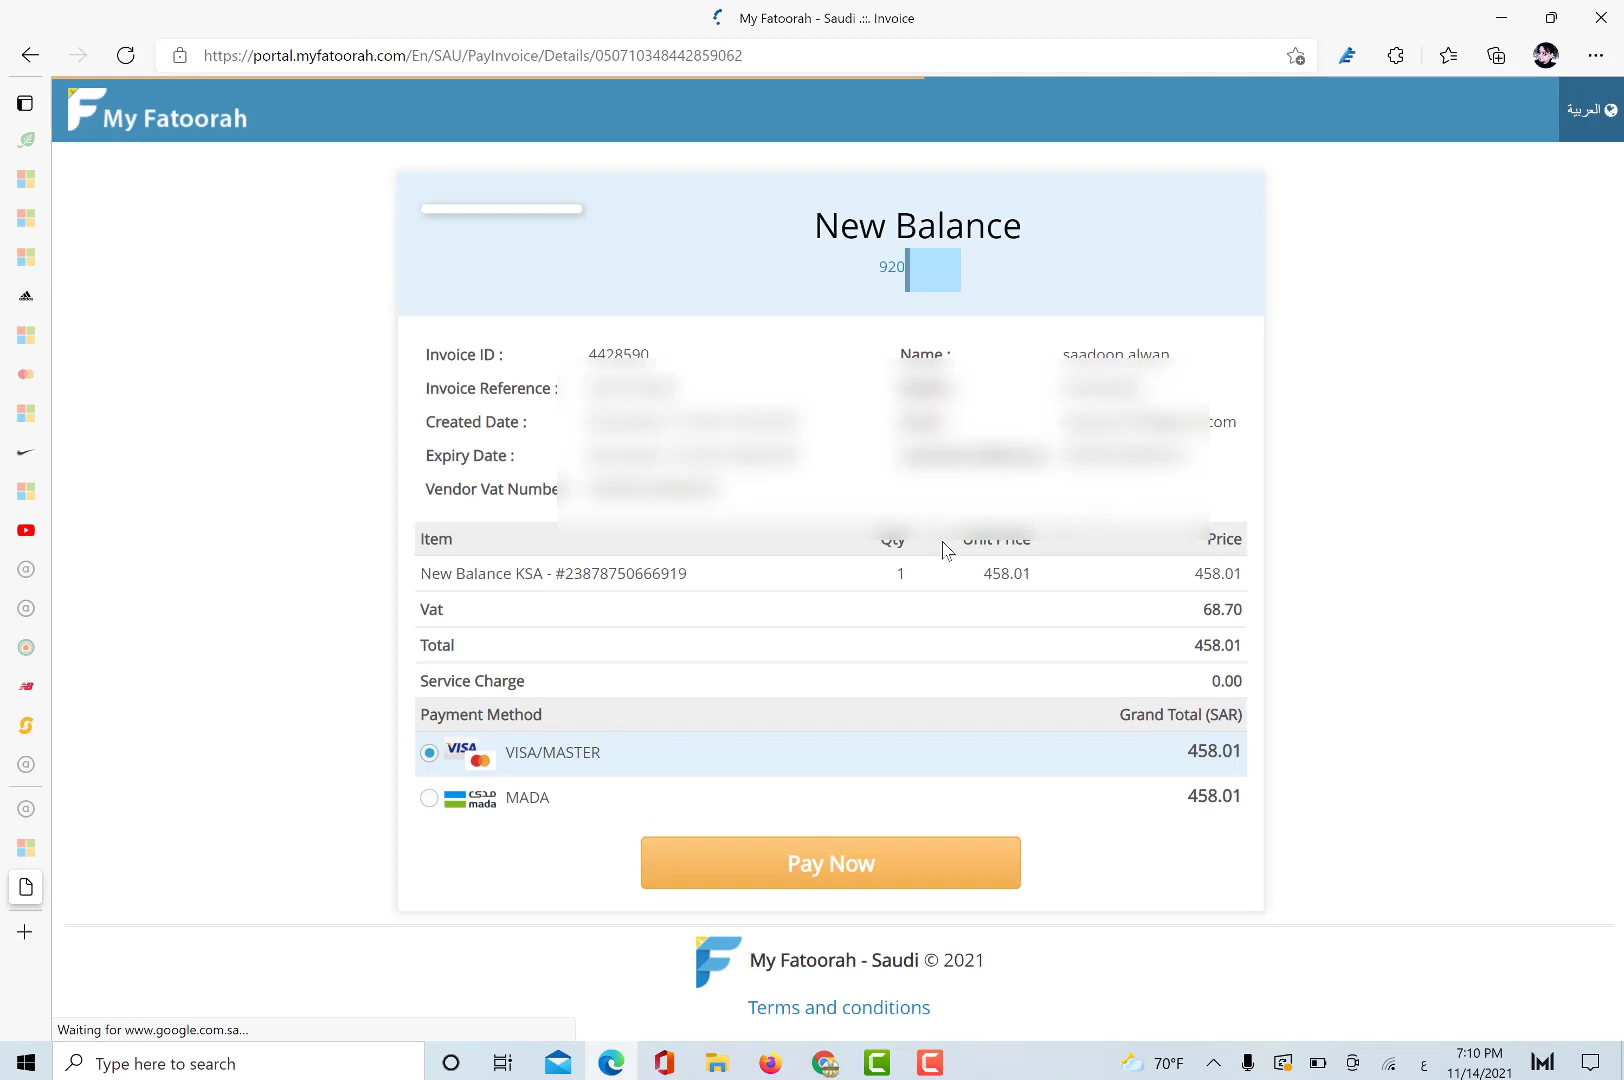 My Fatoorah - Saudi .::. Invoice
https://portal.myfatoorah.com/En/SAU/PayInvoice/Details/050710348442859062
My Fatoorah
العربية
New Balance
920
Invoice ID : 4428590 Name : saadoon alwan
Invoice Reference :
Created Date : com
Expiry Date :
Vendor Vat Numbe
Item Qty Unit Price Price
New Balance KSA - #23878750666919 1 458.01 458.01
Vat 68.70
Total 458.01
Service Charge 0.00
Payment Method Grand Total (SAR)
VISA VISA/MASTER 458.01
مدى mada MADA 458.01
Pay Now
My Fatoorah - Saudi © 2021
Terms and conditions
Waiting for www.google.com.sa...
Type here to search 70°F ع 7:10 PM
11/14/2021